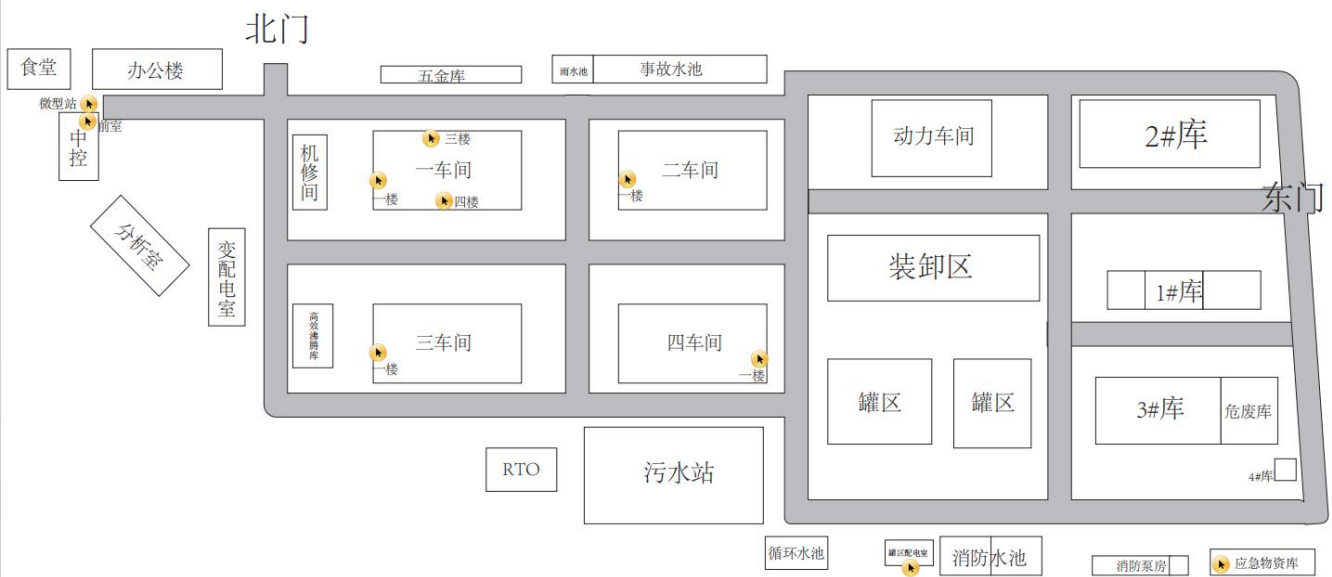 北门
食堂
办公楼
五金库
雨水池
事故水池
微型站
前室
中控
机修间
三楼
一车间
一楼
四楼
二车间
一楼
动力车间
2#库
东门
分析室
变配电室
装卸区
1#库
高效沸腾库
三车间
一楼
四车间
一楼
罐区
罐区
3#库
危废库
4#库
RTO
污水站
循环水池
罐区配电室
消防水池
消防泵房
应急物资库